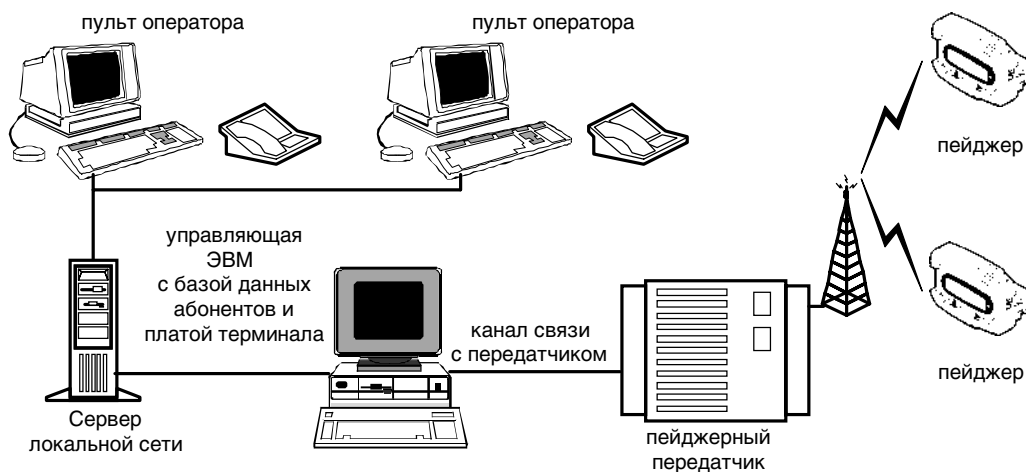 пульт оператора
пульт оператора
пейджер
управляющая
ЭВМ
с базой данных
абонентов и
платой терминала
канал связи
с передатчиком
пейджер
Сервер
локальной сети
пейджерный
передатчик